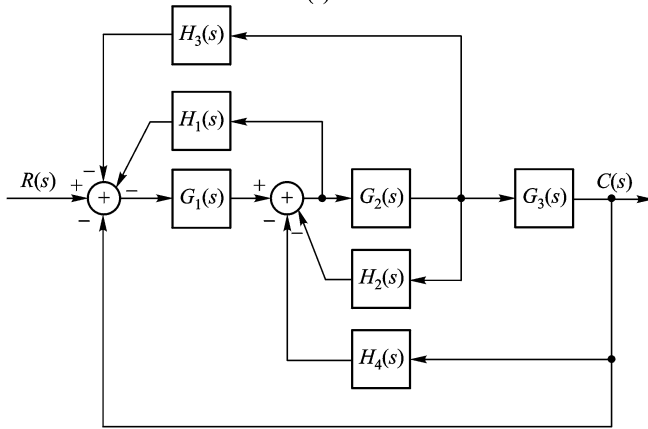 (s)
H₃(s)
−
H₁(s)
R(s)
+
−
+
−
G₁(s)
+
+
−
−
G₂(s)
G₃(s)
C(s)
H₂(s)
H₄(s)